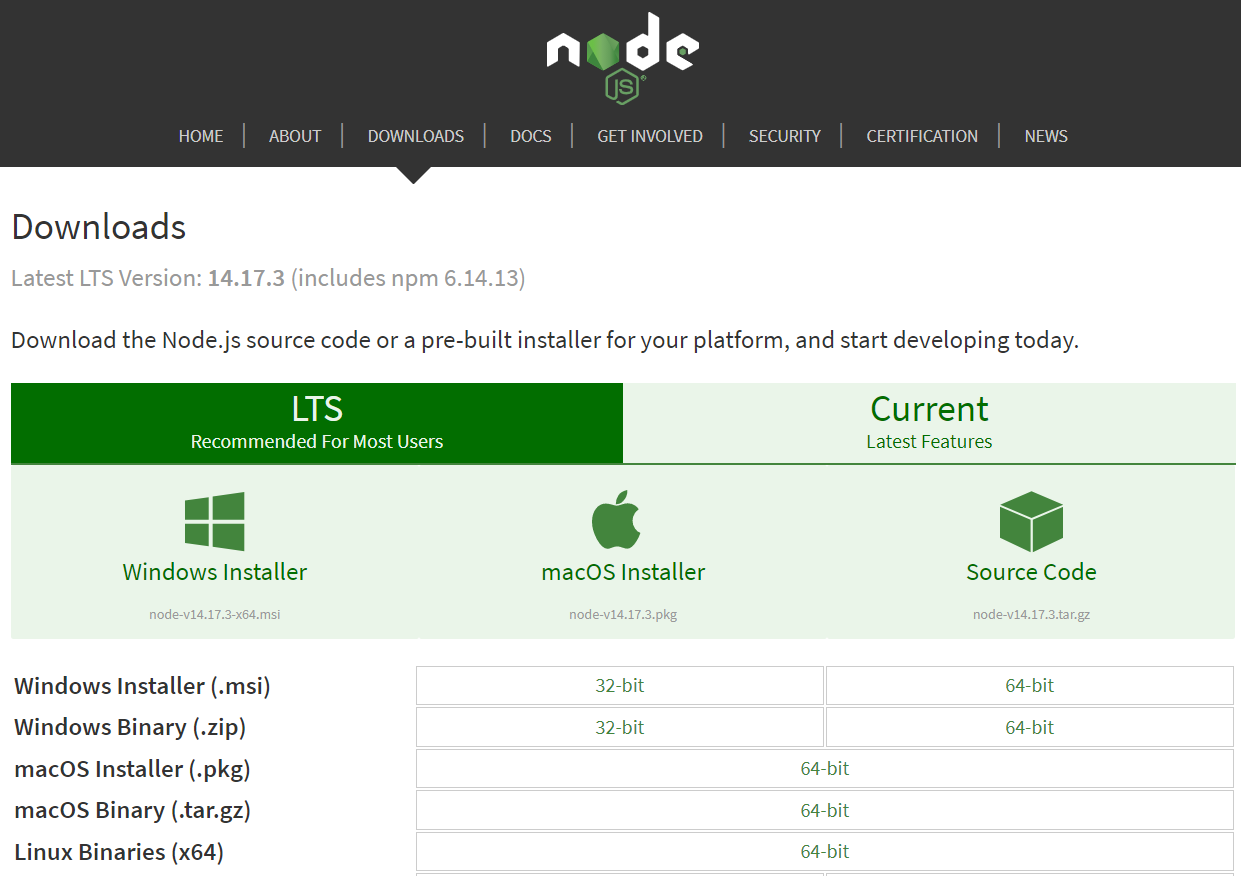 node
JS®
HOME | ABOUT | DOWNLOADS | DOCS | GET INVOLVED | SECURITY | CERTIFICATION | NEWS
Downloads
Latest LTS Version: 14.17.3 (includes npm 6.14.13)
Download the Node.js source code or a pre-built installer for your platform, and start developing today.
LTS
Recommended For Most Users
Current
Latest Features
Windows Installer
node-v14.17.3-x64.msi
macOS Installer
node-v14.17.3.pkg
Source Code
node-v14.17.3.tar.gz
Windows Installer (.msi) 32-bit 64-bit
Windows Binary (.zip) 32-bit 64-bit
macOS Installer (.pkg) 64-bit
macOS Binary (.tar.gz) 64-bit
Linux Binaries (x64) 64-bit